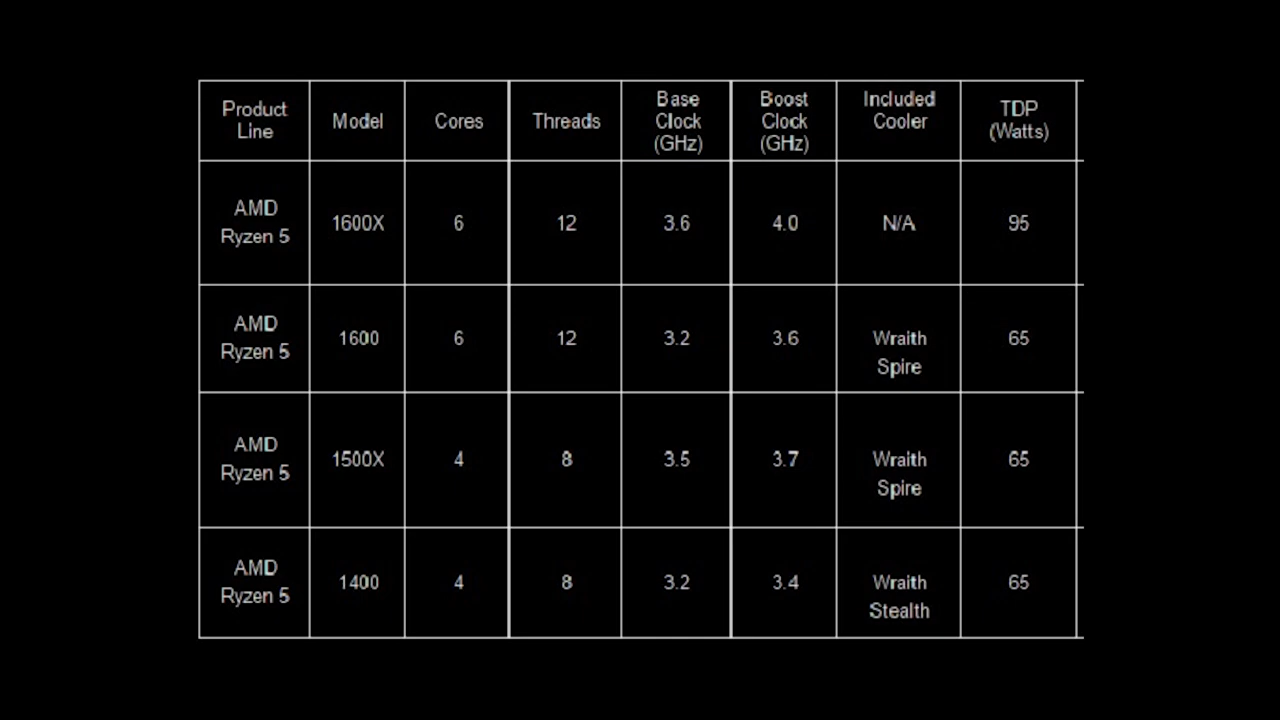 Product Line Model Cores Threads Base Clock (GHz) Boost Clock (GHz) Included Cooler TDP (Watts)
AMD Ryzen 5 1600X 6 12 3.6 4.0 N/A 95
AMD Ryzen 5 1600 6 12 3.2 3.6 Wraith Spire 65
AMD Ryzen 5 1500X 4 8 3.5 3.7 Wraith Spire 65
AMD Ryzen 5 1400 4 8 3.2 3.4 Wraith Stealth 65